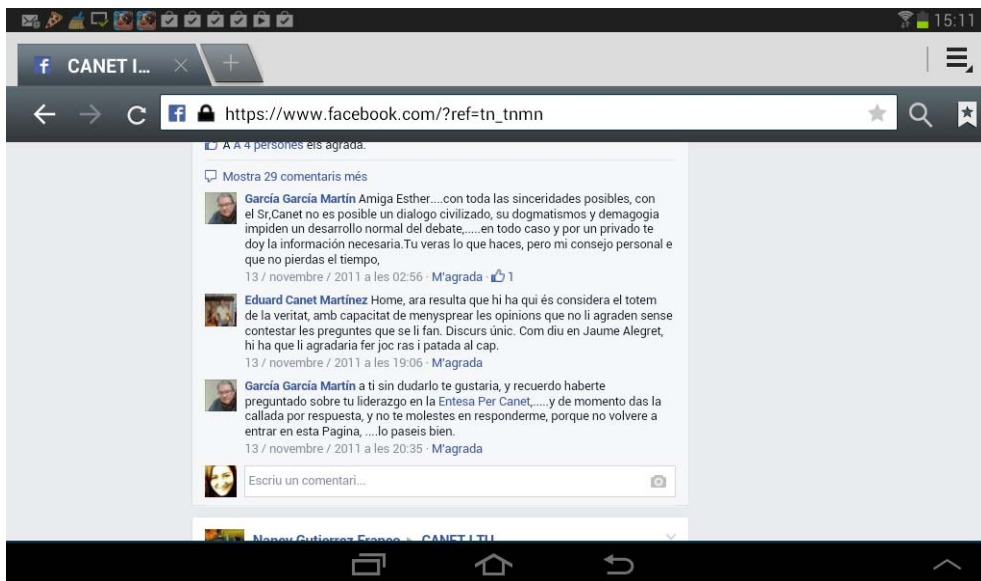 15:11
CANET I...
https://www.facebook.com/?ref=tn_tnmn
A A 4 persones els agrada.
Mostra 29 comentaris més
García García Martín Amiga Esther....con toda las sinceridades posibles, con
el Sr,Canet no es posible un dialogo civilizado, su dogmatismos y demagogia
impiden un desarrollo normal del debate,.....en todo caso y por un privado te
doy la información necesaria.Tu veras lo que haces, pero mi consejo personal e
que no pierdas el tiempo,
13 / novembre / 2011 a les 02:56 · M'agrada · 1
Eduard Canet Martínez Home, ara resulta que hi ha qui és considera el totem
de la veritat, amb capacitat de menysprear les opinions que no li agraden sense
contestar les preguntes que se li fan. Discurs únic. Com diu en Jaume Alegret,
hi ha que li agradaria fer joc ras i patada al cap.
13 / novembre / 2011 a les 19:06 · M'agrada
García García Martín a ti sin dudarlo te gustaria, y recuerdo haberte
preguntado sobre tu liderazgo en la Entesa Per Canet,.....y de momento das la
callada por respuesta, y no te molestes en responderme, porque no volvere a
entrar en esta Pagina, ....lo paseis bien.
13 / novembre / 2011 a les 20:35 · M'agrada
Escriu un comentari...
Nancy Gutierrez Franco CANET I TU